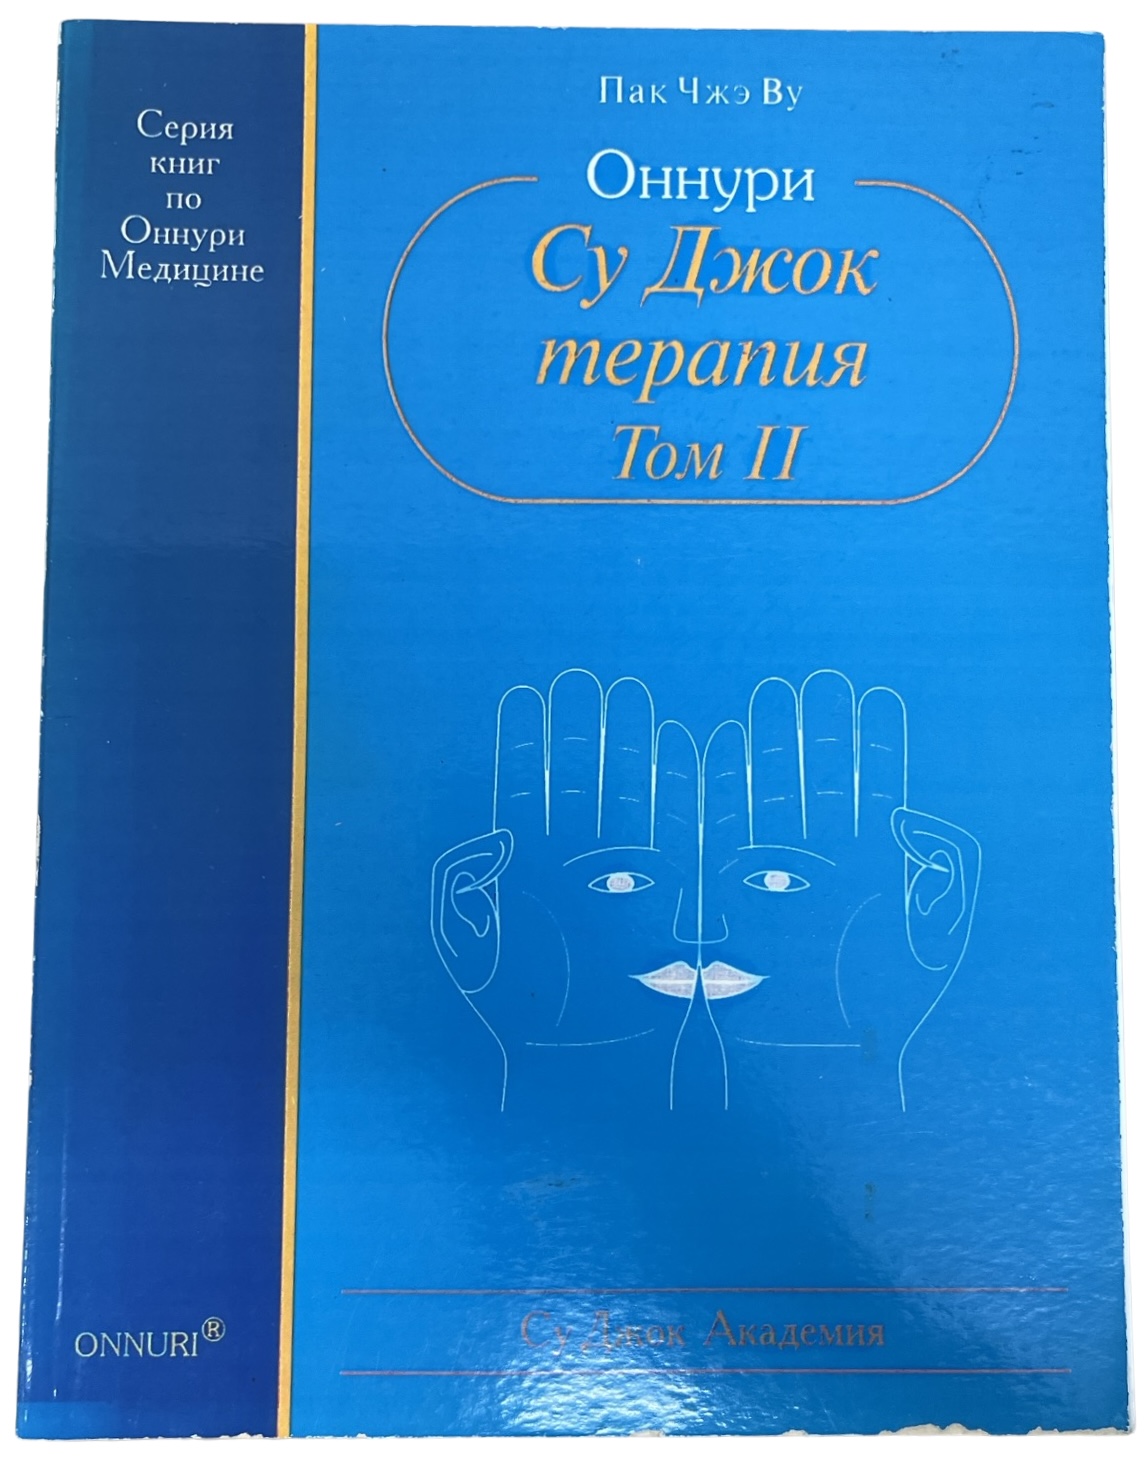 Серия
книг
по
Оннури
Медицине
ONNURI®
Пак Чжэ Ву
Оннури
Су Джок
терапия
Том II
Су Джок Академия